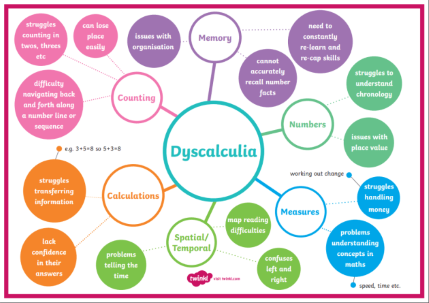 struggles
counting in
twos, threes
etc
can lose
place
easily
issues with
organisation
Memory
need to
constantly
re-learn and
re-cap skills
cannot
accurately
recall number
facts
struggles to
understand
chronology
difficulty
navigating back
and forth along
a number line or
sequence
Counting
Numbers
issues with
place value
e.g. 3+5=8 so 5+3=8
Dyscalculia
working out change
struggles
transferring
information
Calculations
struggles
handling
money
Measures
map reading
difficulties
Spatial/
Temporal
problems
understanding
concepts in
maths
lack
confidence
in their
answers
problems
telling the
time
confuses
left and
right
twinkl
visit twinkl.com
speed, time etc.